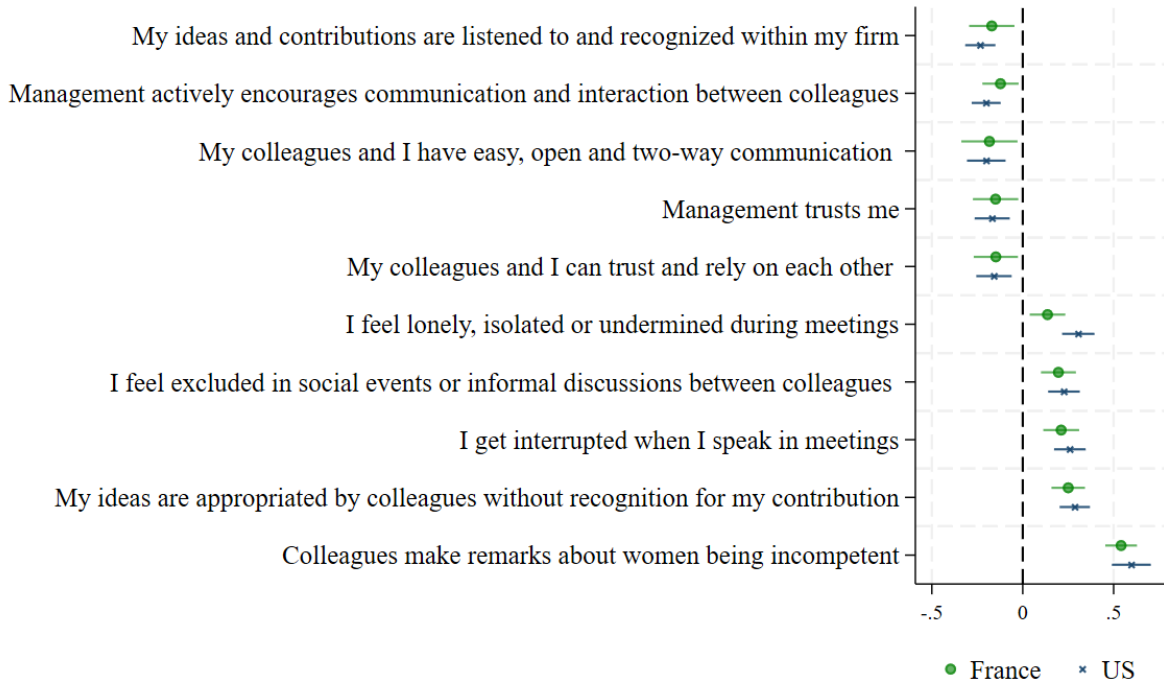 My ideas and contributions are listened to and recognized within my firm
Management actively encourages communication and interaction between colleagues
My colleagues and I have easy, open and two-way communication
Management trusts me
My colleagues and I can trust and rely on each other
I feel lonely, isolated or undermined during meetings
I feel excluded in social events or informal discussions between colleagues
I get interrupted when I speak in meetings
My ideas are appropriated by colleagues without recognition for my contribution
Colleagues make remarks about women being incompetent
-.5 0 .5
France US